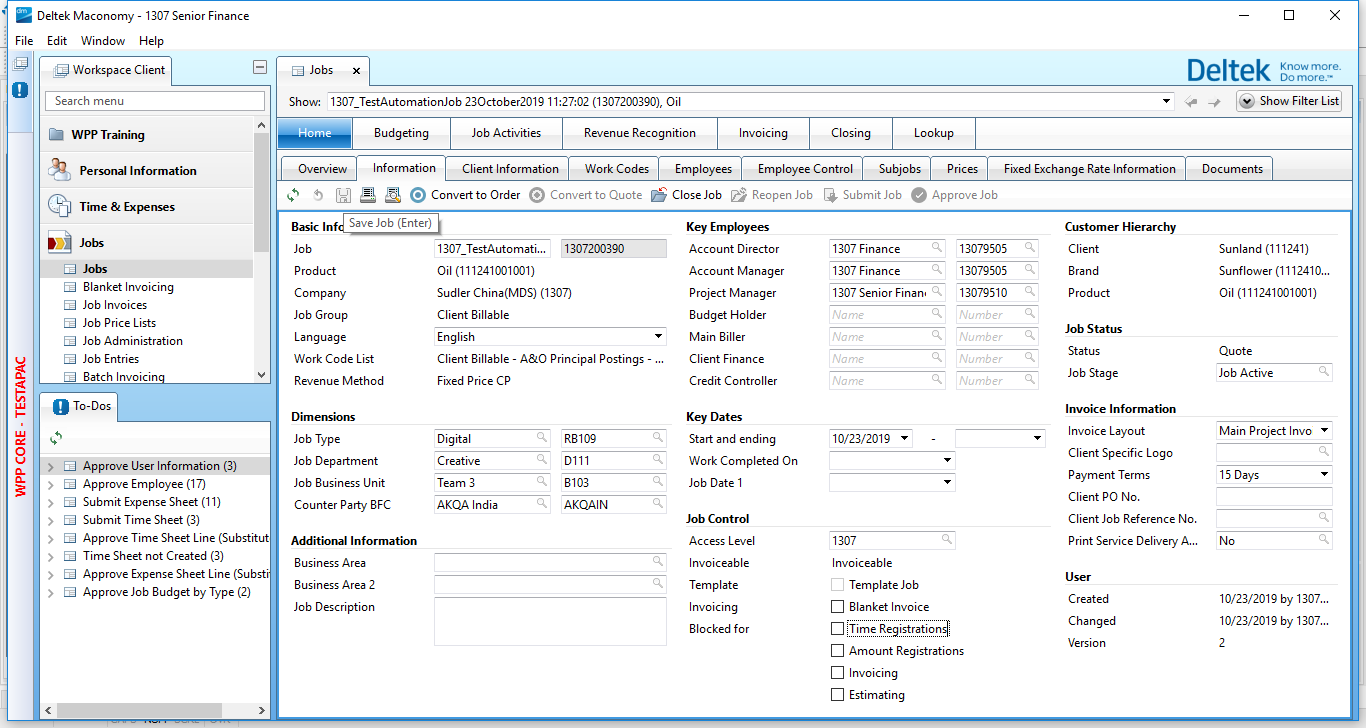 Deltek Maconomy - 1307 Senior Finance
File Edit Window Help
Workspace Client
Search menu
WPP Training
Personal Information
Time & Expenses
Jobs
Jobs
Blanket Invoicing
Job Invoices
Job Price Lists
Job Administration
Job Entries
Batch Invoicing
To-Dos
Approve User Information (3)
Approve Employee (17)
Submit Expense Sheet (11)
Submit Time Sheet (3)
Approve Time Sheet Line (Substitut
Time Sheet not Created (3)
Approve Expense Sheet Line (Substi
Approve Job Budget by Type (2)
WPP CORE - TESTAPAC
Jobs
Deltek Know more.
Do more.™
Show: 1307_TestAutomationJob 23October2019 11:27:02 (1307200390), Oil Show Filter List
Home Budgeting Job Activities Revenue Recognition Invoicing Closing Lookup
Overview Information Client Information Work Codes Employees Employee Control Subjobs Prices Fixed Exchange Rate Information Documents
Convert to Order Convert to Quote Close Job Reopen Job Submit Job Approve Job
Save Job (Enter)
Basic Info
Job 1307_TestAutomati... 1307200390
Product Oil (111241001001)
Company Sudler China(MDS) (1307)
Job Group Client Billable
Language English
Work Code List Client Billable - A&O Principal Postings - ...
Revenue Method Fixed Price CP
Dimensions
Job Type Digital RB109
Job Department Creative D111
Job Business Unit Team 3 B103
Counter Party BFC AKQA India AKQAIN
Additional Information
Business Area
Business Area 2
Job Description
Key Employees
Account Director 1307 Finance 13079505
Account Manager 1307 Finance 13079505
Project Manager 1307 Senior Finan 13079510
Budget Holder Name Number
Main Biller Name Number
Client Finance Name Number
Credit Controller Name Number
Key Dates
Start and ending 10/23/2019 -
Work Completed On
Job Date 1
Job Control
Access Level 1307
Invoiceable Invoiceable
Template Template Job
Invoicing Blanket Invoice
Blocked for Time Registrations
Amount Registrations
Invoicing
Estimating
Customer Hierarchy
Client Sunland (111241)
Brand Sunflower (1112410...
Product Oil (111241001001)
Job Status
Status Quote
Job Stage Job Active
Invoice Information
Invoice Layout Main Project Invo
Client Specific Logo
Payment Terms 15 Days
Client PO No.
Client Job Reference No.
Print Service Delivery A... No
User
Created 10/23/2019 by 1307...
Changed 10/23/2019 by 1307...
Version 2